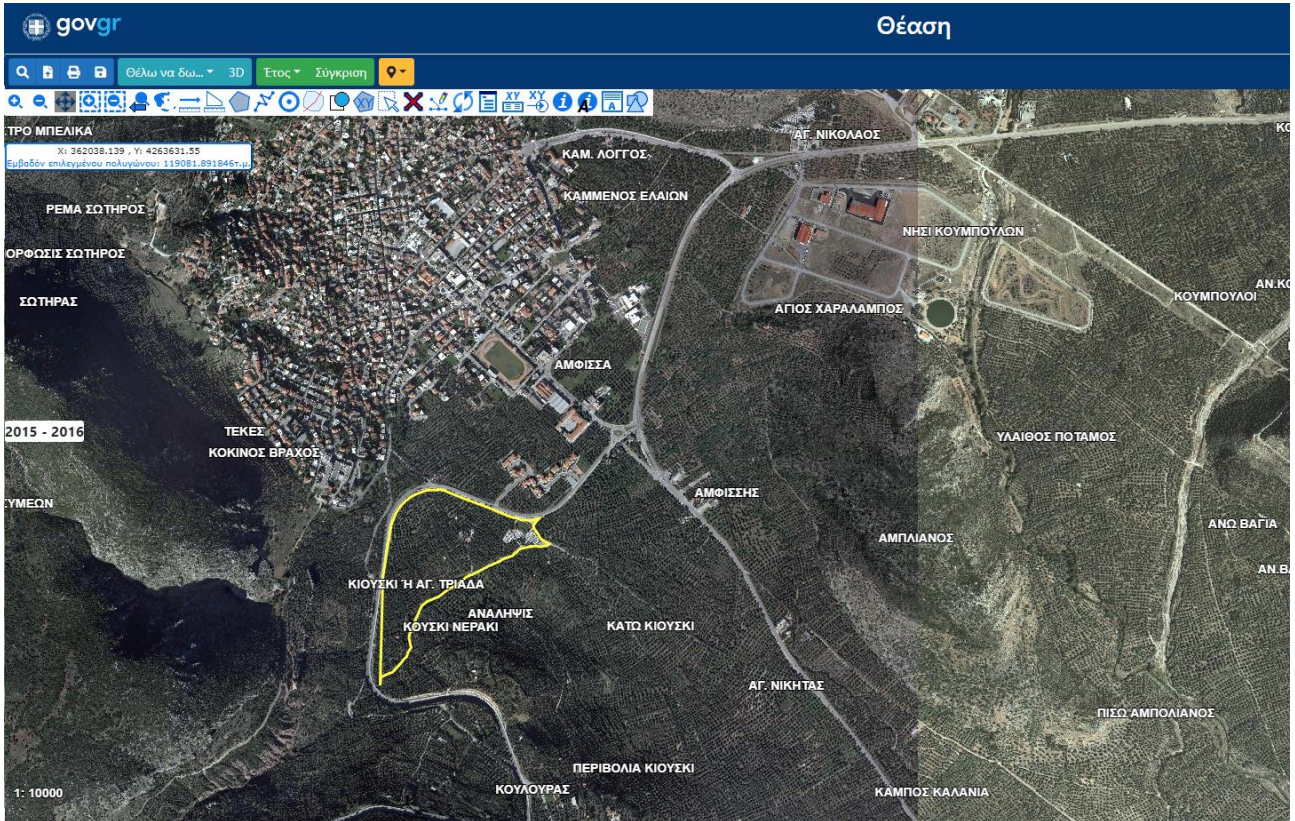 govgr
Θέαση
Θέλω να δω...
3D
Έτος
Σύγκριση
ΤΡΟ ΜΠΕΛΙΚΑ
X: 362038.139 , Y: 4263631.55
Εμβαδόν επιλεγμένου πολυγώνου: 119081.891846τ.μ.
ΑΓ. ΝΙΚΟΛΑΟΣ
ΚΑΜ. ΛΟΓΓΟΣ
ΚΑΜΜΕΝΟΣ ΕΛΑΙΩΝ
ΡΕΜΑ ΣΩΤΗΡΟΣ
ΝΗΣΙ ΚΟΥΜΠΟΥΛΩΝ
ΟΡΦΩΣΙΣ ΣΩΤΗΡΟΣ
ΣΩΤΗΡΑΣ
ΚΟΥΜΠΟΥΛΟΙ
ΑΝ.ΚΟ
ΑΓΙΟΣ ΧΑΡΑΛΑΜΠΟΣ
ΑΜΦΙΣΣΑ
2015 - 2016
ΤΕΚΕΣ
ΥΛΑΙΘΟΣ ΠΟΤΑΜΟΣ
ΚΟΚΙΝΟΣ ΒΡΑΧΟΣ
ΑΜΦΙΣΣΗΣ
ΥΜΕΩΝ
ΑΝΩ ΒΑΓΙΑ
ΑΜΠΛΙΑΝΟΣ
ΑΝ.ΒΑ
ΚΙΟΥΣΚΙ Ή ΑΓ. ΤΡΙΑΔΑ
ΑΝΑΛΗΨΙΣ
ΚΟΥΣΚΙ ΝΕΡΑΚΙ
ΚΑΤΩ ΚΙΟΥΣΚΙ
ΑΓ. ΝΙΚΗΤΑΣ
ΠΙΣΩ ΑΜΠΟΛΙΑΝΟΣ
ΠΕΡΙΒΟΛΙΑ ΚΙΟΥΣΚΙ
ΚΟΥΛΟΥΡΑΣ
ΚΑΜΠΟΣ ΚΑΛΑΝΙΑ
1: 10000